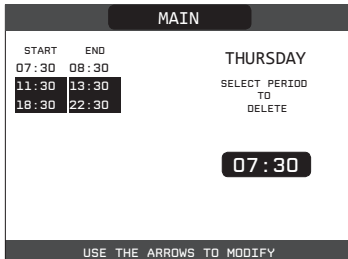 MAIN
START END
07:30 08:30
11:30 13:30
18:30 22:30
THURSDAY
SELECT PERIOD
TO
DELETE
07:30
USE THE ARROWS TO MODIFY